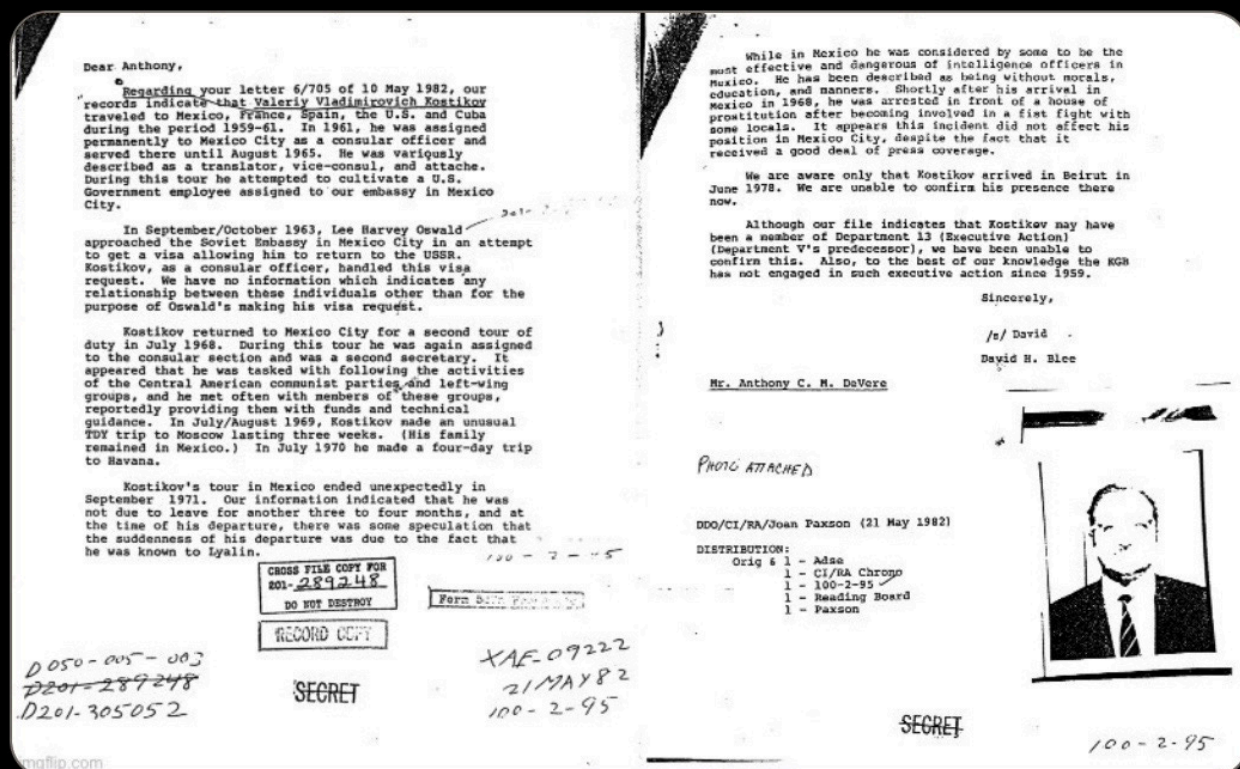 Dear Anthony,
Regarding your letter 6/705 of 10 May 1982, our
records indicate that Valeriy Vladimirovich Kostikov
traveled to Mexico, France, Spain, the U.S. and Cuba
during the period 1959-61. In 1961, he was assigned
permanently to Mexico City as a consular officer and
served there until August 1965. He was variously
described as a translator, vice-consul, and attache.
During this tour he attempted to cultivate a U.S.
Government employee assigned to our embassy in Mexico
City.
In September/October 1963, Lee Harvey Oswald
approached the Soviet Embassy in Mexico City in an attempt
to get a visa allowing him to return to the USSR.
Kostikov, as a consular officer, handled this visa
request. We have no information which indicates any
relationship between these individuals other than for the
purpose of Oswald's making his visa request.
Kostikov returned to Mexico City for a second tour of
duty in July 1968. During this tour he was again assigned
to the consular section and was a second secretary. It
appeared that he was tasked with following the activities
of the Central American communist parties and left-wing
groups, and he met often with members of these groups,
reportedly providing them with funds and technical
guidance. In July/August 1969, Kostikov made an unusual
TDY trip to Moscow lasting three weeks. (His family
remained in Mexico.) In July 1970 he made a four-day trip
to Havana.
Kostikov's tour in Mexico ended unexpectedly in
September 1971. Our information indicated that he was
not due to leave for another three to four months, and at
the time of his departure, there was some speculation that
the suddenness of his departure was due to the fact that
he was known to Lyalin.
100-2-95
CROSS FILE COPY FOR
201-289248
DO NOT DESTROY
RECORD COPY
D050-005-003
D201-289248
D201-305052
SECRET
XAE-09222
21 MAY 82
100-2-95
imgflip.com
While in Mexico he was considered by some to be the
most effective and dangerous of intelligence officers in
Mexico. He has been described as being without morals,
education, and manners. Shortly after his arrival in
Mexico in 1968, he was arrested in front of a house of
prostitution after becoming involved in a fist fight with
some locals. It appears this incident did not affect his
position in Mexico City, despite the fact that it
received a good deal of press coverage.
We are aware only that Kostikov arrived in Beirut in
June 1978. We are unable to confirm his presence there
now.
Although our file indicates that Kostikov may have
been a member of Department 13 (Executive Action)
(Department V's predecessor), we have been unable to
confirm this. Also, to the best of our knowledge the KGB
has not engaged in such executive action since 1959.
Sincerely,
/s/ David
David H. Blee
Mr. Anthony C. M. DeVere
PHOTO ATTACHED
DDO/CI/RA/Joan Paxson (21 May 1982)
DISTRIBUTION:
Orig & 1 - Adse
1 - CI/RA Chrono
1 - 100-2-95
1 - Reading Board
1 - Paxson
SECRET
100-2-95